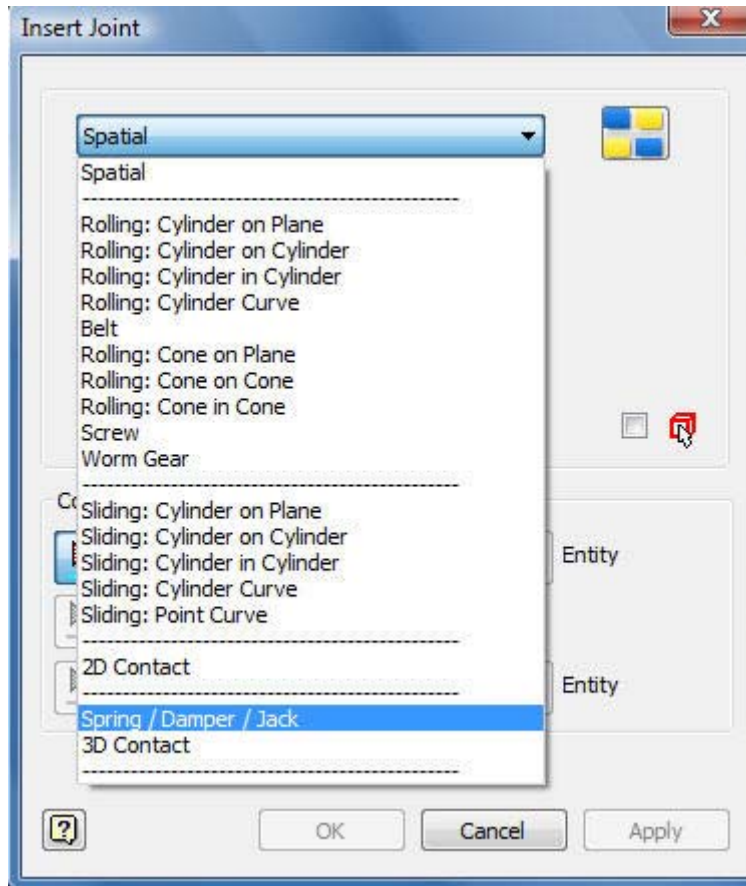 Insert Joint
Spatial
Spatial
Rolling: Cylinder on Plane
Rolling: Cylinder on Cylinder
Rolling: Cylinder in Cylinder
Rolling: Cylinder Curve
Belt
Rolling: Cone on Plane
Rolling: Cone on Cone
Rolling: Cone in Cone
Screw
Worm Gear
Sliding: Cylinder on Plane
Sliding: Cylinder on Cylinder
Sliding: Cylinder in Cylinder
Sliding: Cylinder Curve
Sliding: Point Curve
2D Contact
Spring / Damper / Jack
3D Contact
Entity
Entity
OK
Cancel
Apply